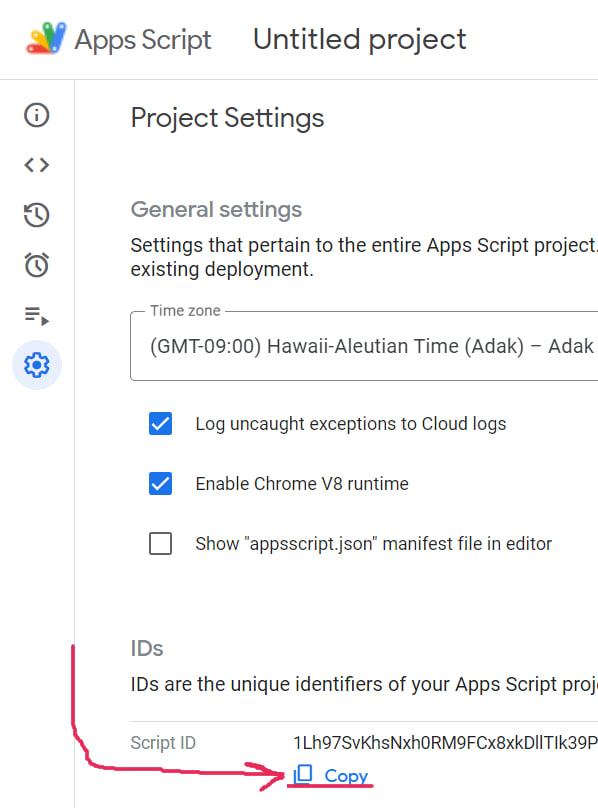 Apps Script Untitled project
Project Settings
General settings
Settings that pertain to the entire Apps Script project.
existing deployment.
Time zone
(GMT-09:00) Hawaii-Aleutian Time (Adak) – Adak
Log uncaught exceptions to Cloud logs
Enable Chrome V8 runtime
Show "appsscript.json" manifest file in editor
IDs
IDs are the unique identifiers of your Apps Script proj
Script ID 1Lh97SvKhsNxh0RM9FCx8xkDllTIk39P
Copy